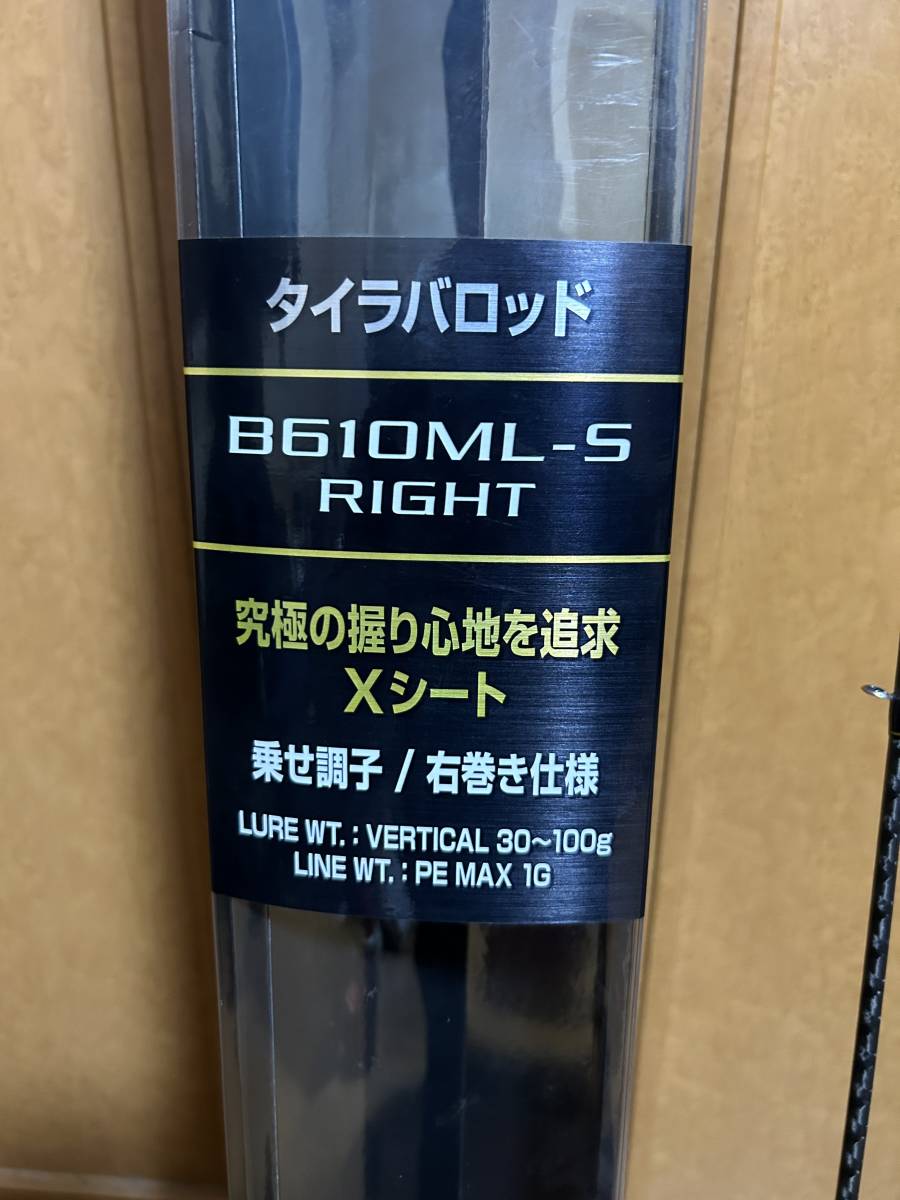 タイラバロッド
B610ML-S
RIGHT
究極の握り心地を追求
Xシート
乗せ調子 / 右巻き仕様
LURE WT. : VERTICAL 30～100g
LINE WT. : PE MAX 1G